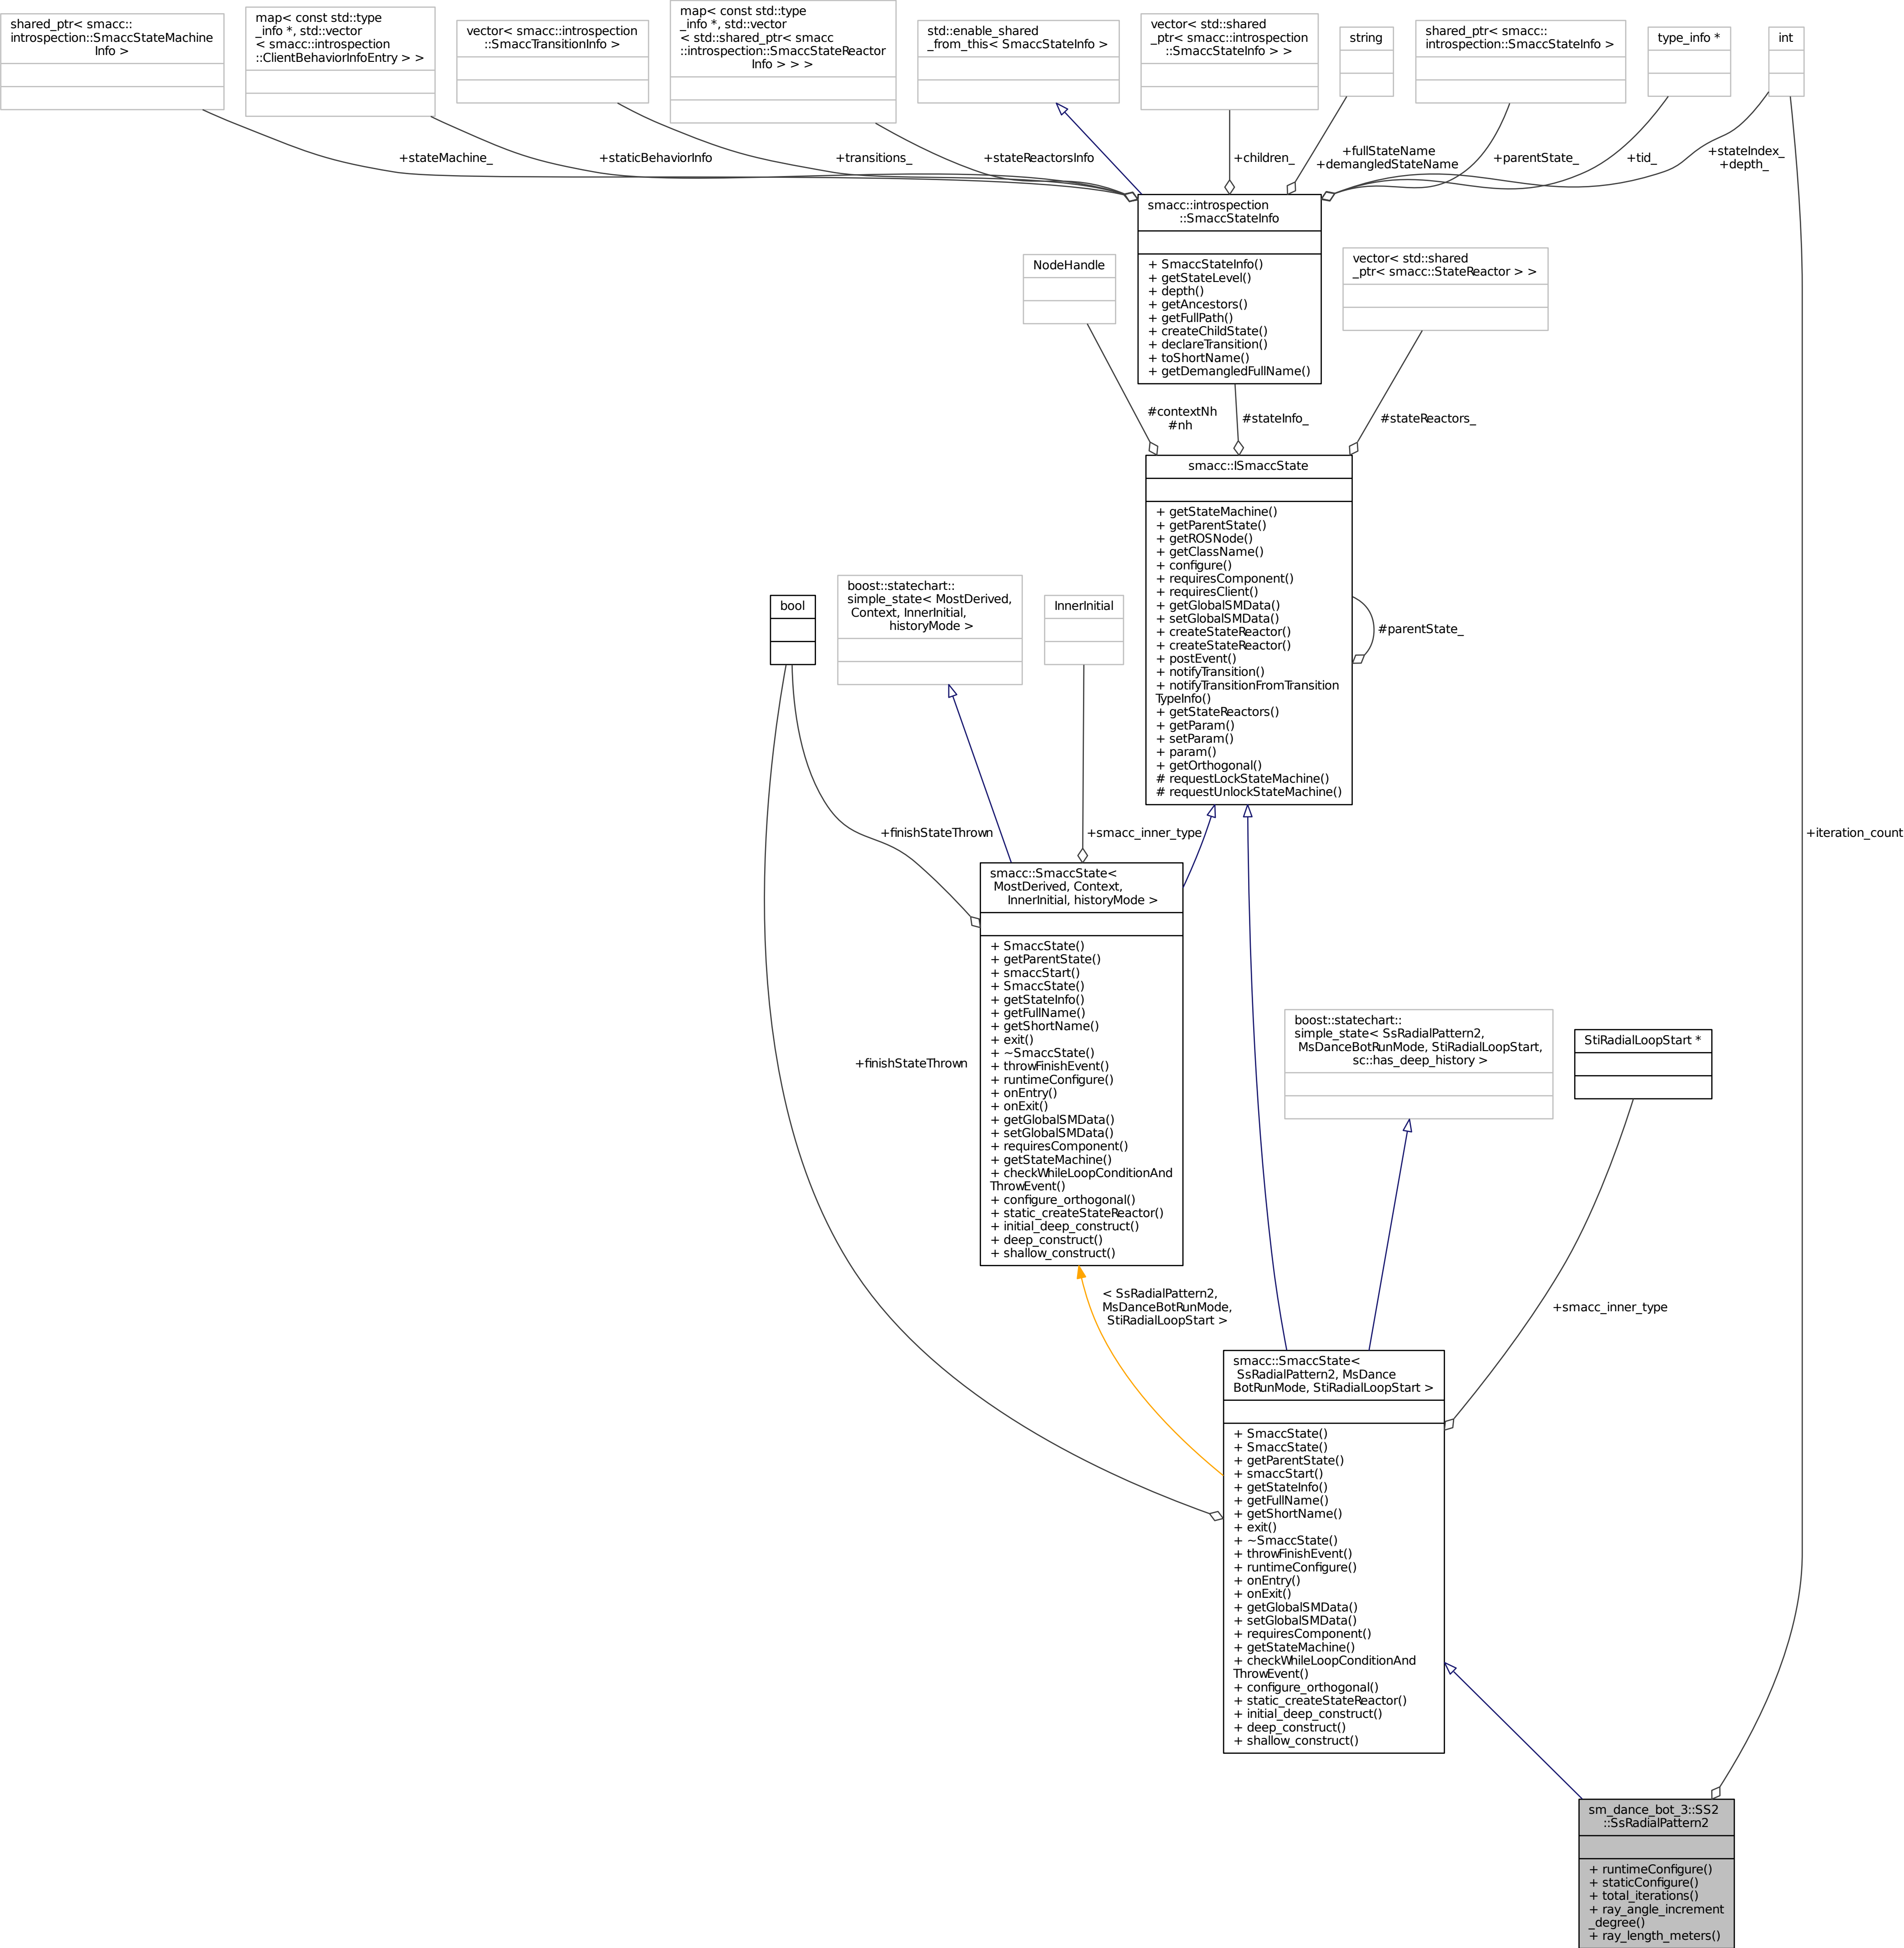 shared_ptr< smacc::
introspection::SmaccStateMachine
Info >
map< const std::type
_info *, std::vector
< smacc::introspection
::ClientBehaviorInfoEntry > >
vector< smacc::introspection
::SmaccTransitionInfo >
map< const std::type
_info *, std::vector
< std::shared_ptr< smacc
::introspection::SmaccStateReactor
Info > > >
std::enable_shared
_from_this< SmaccStateInfo >
vector< std::shared
_ptr< smacc::introspection
::SmaccStateInfo > >
string
shared_ptr< smacc::
introspection::SmaccStateInfo >
type_info *
int
+stateMachine_
+staticBehaviorInfo
+transitions_
+stateReactorsInfo
+children_
+fullStateName
+demangledStateName
+parentState_
+tid_
+stateIndex_
+depth_
smacc::introspection
::SmaccStateInfo
+ SmaccStateInfo()
+ getStateLevel()
+ depth()
+ getAncestors()
+ getFullPath()
+ createChildState()
+ declareTransition()
+ toShortName()
+ getDemangledFullName()
NodeHandle
vector< std::shared
_ptr< smacc::StateReactor > >
#contextNh
#nh
#stateInfo_
#stateReactors_
smacc::ISmaccState
+ getStateMachine()
+ getParentState()
+ getROSNode()
+ getClassName()
+ configure()
+ requiresComponent()
+ requiresClient()
+ getGlobalSMData()
+ setGlobalSMData()
+ createStateReactor()
+ createStateReactor()
+ postEvent()
+ notifyTransition()
+ notifyTransitionFromTransition
TypeInfo()
+ getStateReactors()
+ getParam()
+ setParam()
+ param()
+ getOrthogonal()
# requestLockStateMachine()
# requestUnlockStateMachine()
#parentState_
bool
boost::statechart::
simple_state< MostDerived,
Context, InnerInitial,
historyMode >
InnerInitial
+finishStateThrown
+smacc_inner_type
+iteration_count
smacc::SmaccState<
MostDerived, Context,
InnerInitial, historyMode >
+ SmaccState()
+ getParentState()
+ smaccStart()
+ SmaccState()
+ getStateInfo()
+ getFullName()
+ getShortName()
+ exit()
+ ~SmaccState()
+ throwFinishEvent()
+ runtimeConfigure()
+ onEntry()
+ onExit()
+ getGlobalSMData()
+ setGlobalSMData()
+ requiresComponent()
+ getStateMachine()
+ checkWhileLoopConditionAnd
ThrowEvent()
+ configure_orthogonal()
+ static_createStateReactor()
+ initial_deep_construct()
+ deep_construct()
+ shallow_construct()
+finishStateThrown
boost::statechart::
simple_state< SsRadialPattern2,
MsDanceBotRunMode, StiRadialLoopStart,
sc::has_deep_history >
StiRadialLoopStart *
< SsRadialPattern2,
MsDanceBotRunMode,
StiRadialLoopStart >
+smacc_inner_type
smacc::SmaccState<
SsRadialPattern2, MsDance
BotRunMode, StiRadialLoopStart >
+ SmaccState()
+ SmaccState()
+ getParentState()
+ smaccStart()
+ getStateInfo()
+ getFullName()
+ getShortName()
+ exit()
+ ~SmaccState()
+ throwFinishEvent()
+ runtimeConfigure()
+ onEntry()
+ onExit()
+ getGlobalSMData()
+ setGlobalSMData()
+ requiresComponent()
+ getStateMachine()
+ checkWhileLoopConditionAnd
ThrowEvent()
+ configure_orthogonal()
+ static_createStateReactor()
+ initial_deep_construct()
+ deep_construct()
+ shallow_construct()
sm_dance_bot_3::SS2
::SsRadialPattern2
+ runtimeConfigure()
+ staticConfigure()
+ total_iterations()
+ ray_angle_increment
_degree()
+ ray_length_meters()